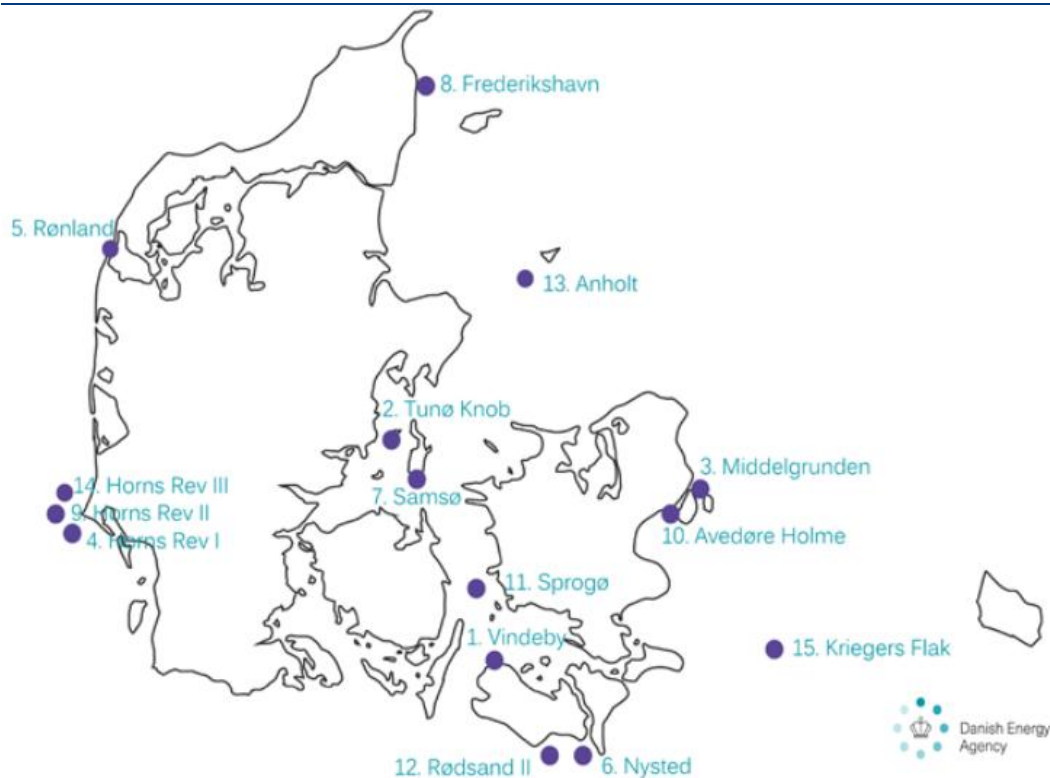 8. Frederikshavn
5. Rønland
13. Anholt
2. Tunø Knob
3. Middelgrunden
14. Horns Rev III
7. Samsø
9. Horns Rev II
10. Avedøre Holme
4. Horns Rev I
11. Sprogø
1. Vindeby
15. Kriegers Flak
Danish Energy
Agency
12. Rødsand II
6. Nysted